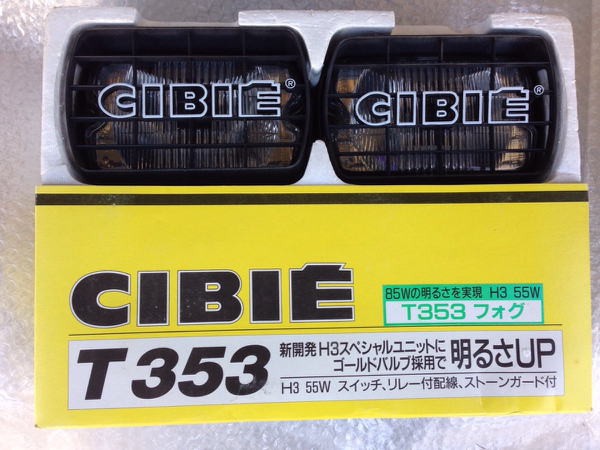 CIBIÉ®
CIBIÉ®
CIBIÉ
85Wの明るさを実現 H3 55W
T353 フォグ
T353
新開発H3スペシャルユニットに
ゴールドバルブ採用で 明るさUP
H3 55W スイッチ、リレー付配線、ストーンガード付